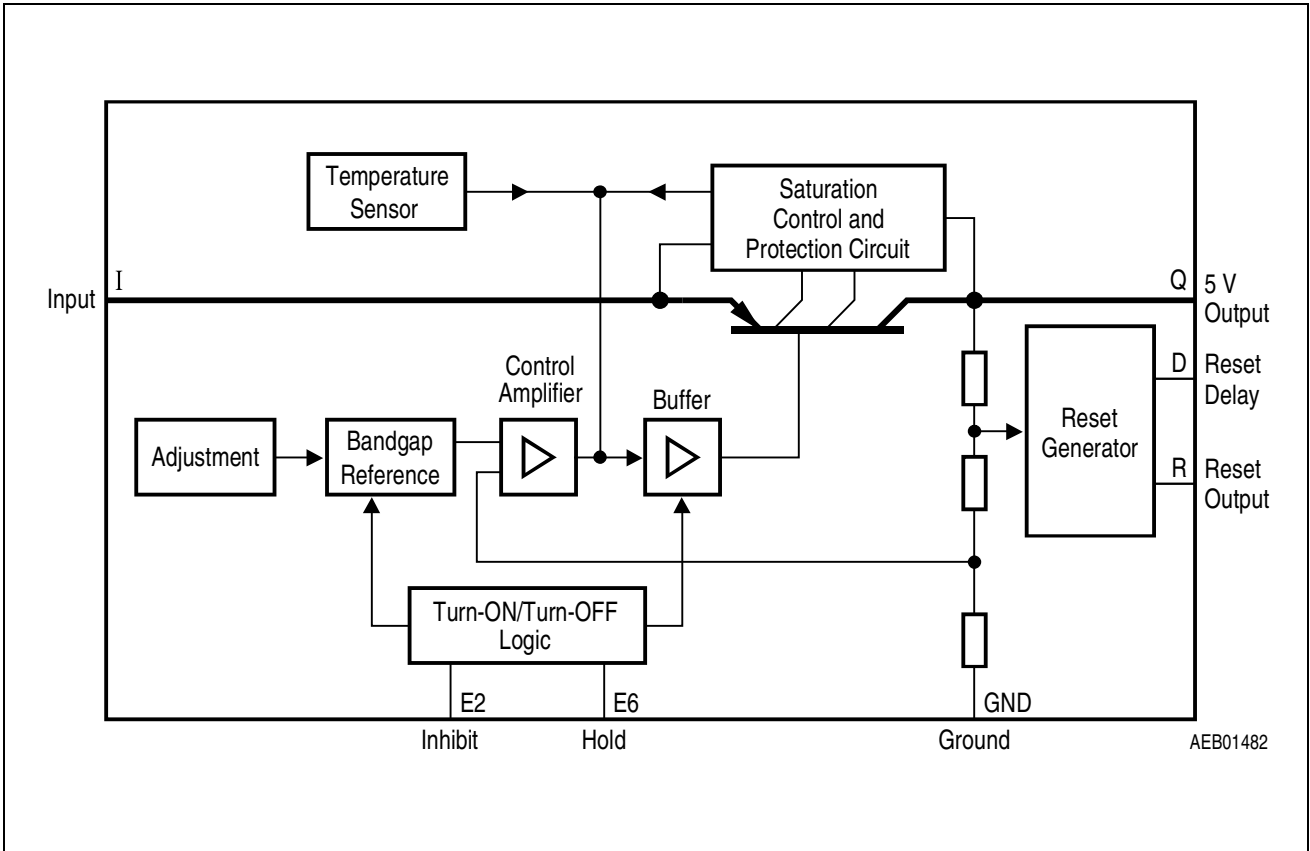 Temperature
Sensor
Saturation
Control and
Protection Circuit
I
Input
Q
5 V
Output
Control
Amplifier
Buffer
D
Reset
Delay
Reset
Generator
Adjustment
Bandgap
Reference
R
Reset
Output
Turn-ON/Turn-OFF
Logic
E2
E6
GND
Inhibit
Hold
Ground
AEB01482